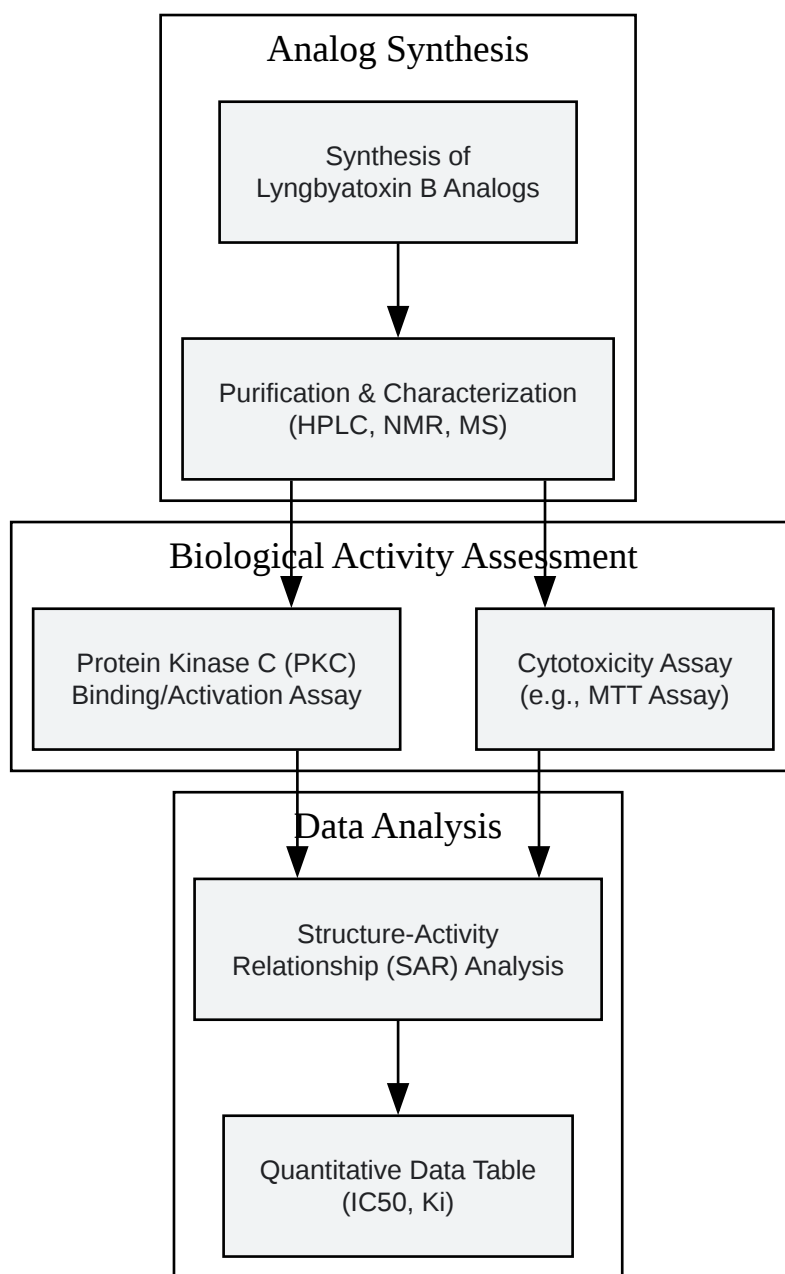 Analog Synthesis
Synthesis of
Lyngbyatoxin B Analogs
Purification & Characterization
(HPLC, NMR, MS)
Biological Activity Assessment
Protein Kinase C (PKC)
Binding/Activation Assay
Cytotoxicity Assay
(e.g., MTT Assay)
Data Analysis
Structure-Activity
Relationship (SAR) Analysis
Quantitative Data Table
(IC50, Ki)